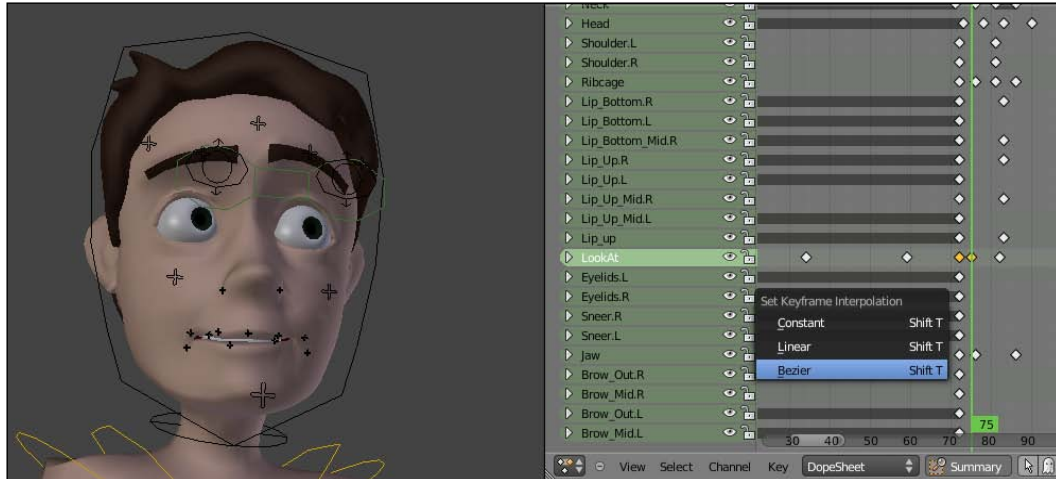 Neck
Head
Shoulder.L
Shoulder.R
Ribcage
Lip_Bottom.R
Lip_Bottom.L
Lip_Bottom_Mid.R
Lip_Up.R
Lip_Up.L
Lip_Up_Mid.R
Lip_Up_Mid.L
Lip_up
LookAt
Eyelids.L
Eyelids.R
Sneer.R
Sneer.L
Jaw
Brow_Out.R
Brow_Mid.R
Brow_Out.L
Brow_Mid.L
Set Keyframe Interpolation
Constant Shift T
Linear Shift T
Bezier Shift T
75
30 40 50 60 70 80 90
View Select Channel Key DopeSheet Summary